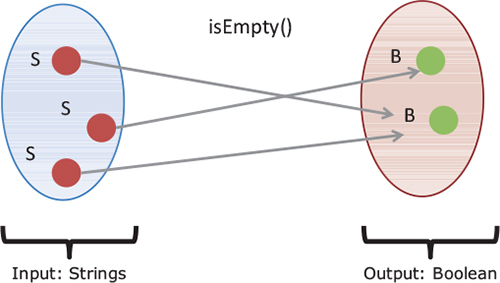 isEmpty()
S
S
S
B
B
Input: Strings
Output: Boolean